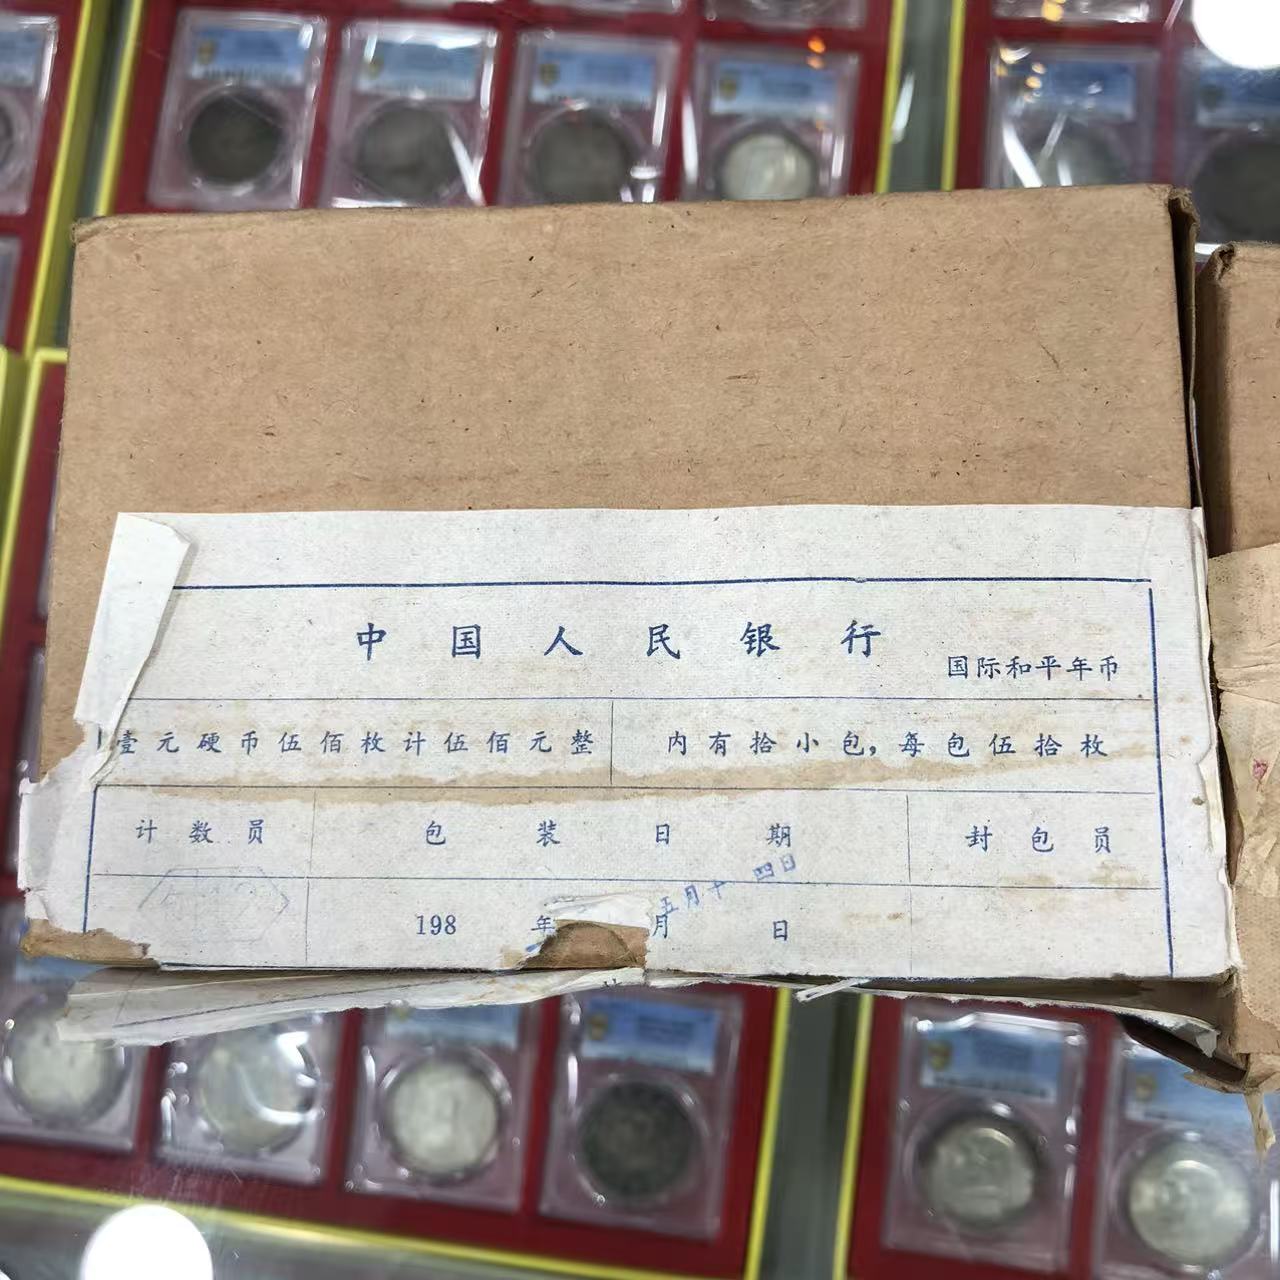 中国人民银行
国际和平年币
壹元硬币伍佰枚计伍佰元整
内有拾小包，每包伍拾枚
计数员
包装日期
封包员
五月十四日
198 年 月 日